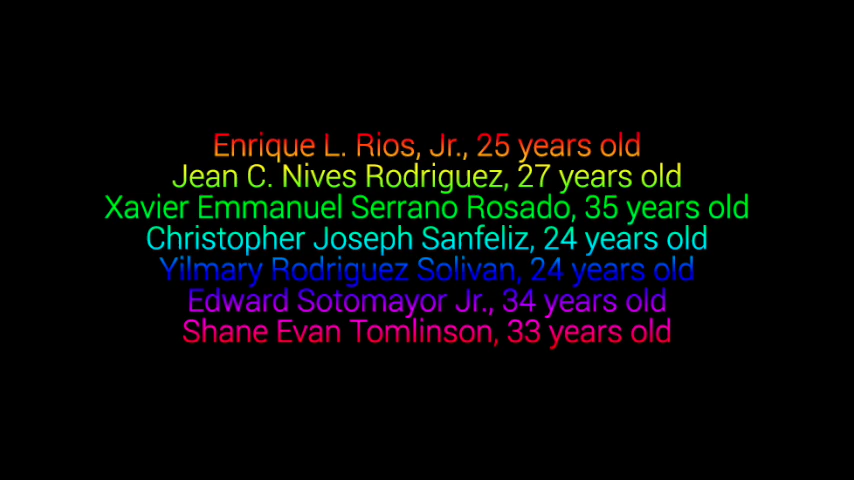 Enrique L. Rios, Jr., 25 years old
Jean C. Nives Rodriguez, 27 years old
Xavier Emmanuel Serrano Rosado, 35 years old
Christopher Joseph Sanfeliz, 24 years old
Yilmary Rodriguez Solivan, 24 years old
Edward Sotomayor Jr., 34 years old
Shane Evan Tomlinson, 33 years old